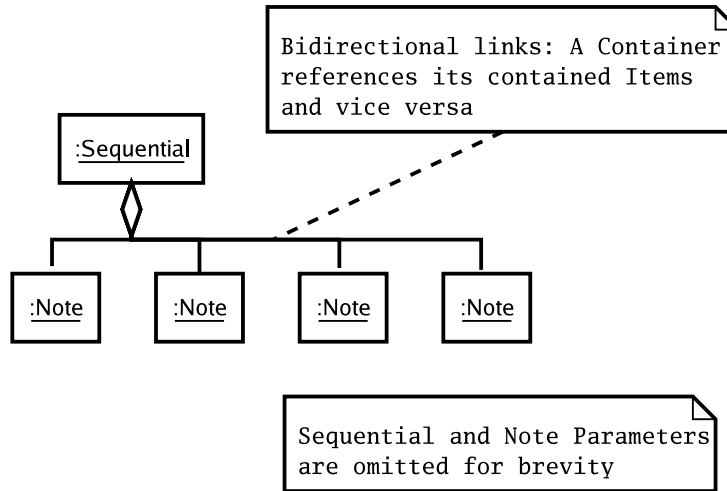 Bidirectional links: A Container
references its contained Items
and vice versa
:Sequential
:Note
:Note
:Note
:Note
Sequential and Note Parameters
are omitted for brevity